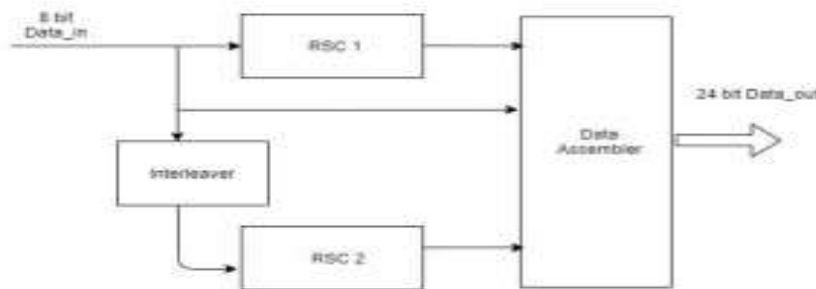 8 bit
Data_in
RSC 1
24 bit Data_out
Data
Assembler
Interleaver
RSC 2